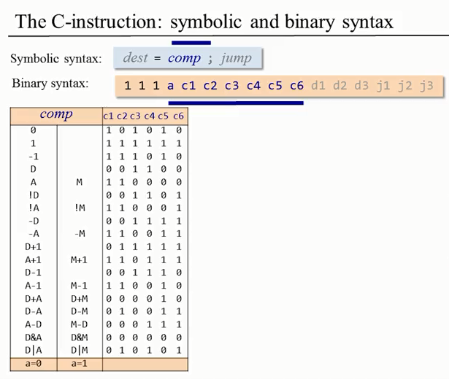 The C-instruction: symbolic and binary syntax
Symbolic syntax: dest = comp ; jump
Binary syntax: 1 1 1 a c1 c2 c3 c4 c5 c6 d1 d2 d3 j1 j2 j3
comp c1 c2 c3 c4 c5 c6
0 1 0 1 0 1 0
1 1 1 1 1 1 1
-1 1 1 1 0 1 0
D 0 0 1 1 0 0
A M 1 1 0 0 0 0
!D 0 0 1 1 0 1
!A !M 1 1 0 0 0 1
-D 0 0 1 1 1 1
-A -M 1 1 0 0 1 1
D+1 0 1 1 1 1 1
A+1 M+1 1 1 0 1 1 1
D-1 0 0 1 1 1 0
A-1 M-1 1 1 0 0 1 0
D+A D+M 0 0 0 0 1 0
D-A D-M 0 1 0 0 1 1
A-D M-D 0 0 0 1 1 1
D&A D&M 0 0 0 0 0 0
D|A D|M 0 1 0 1 0 1
a=0 a=1